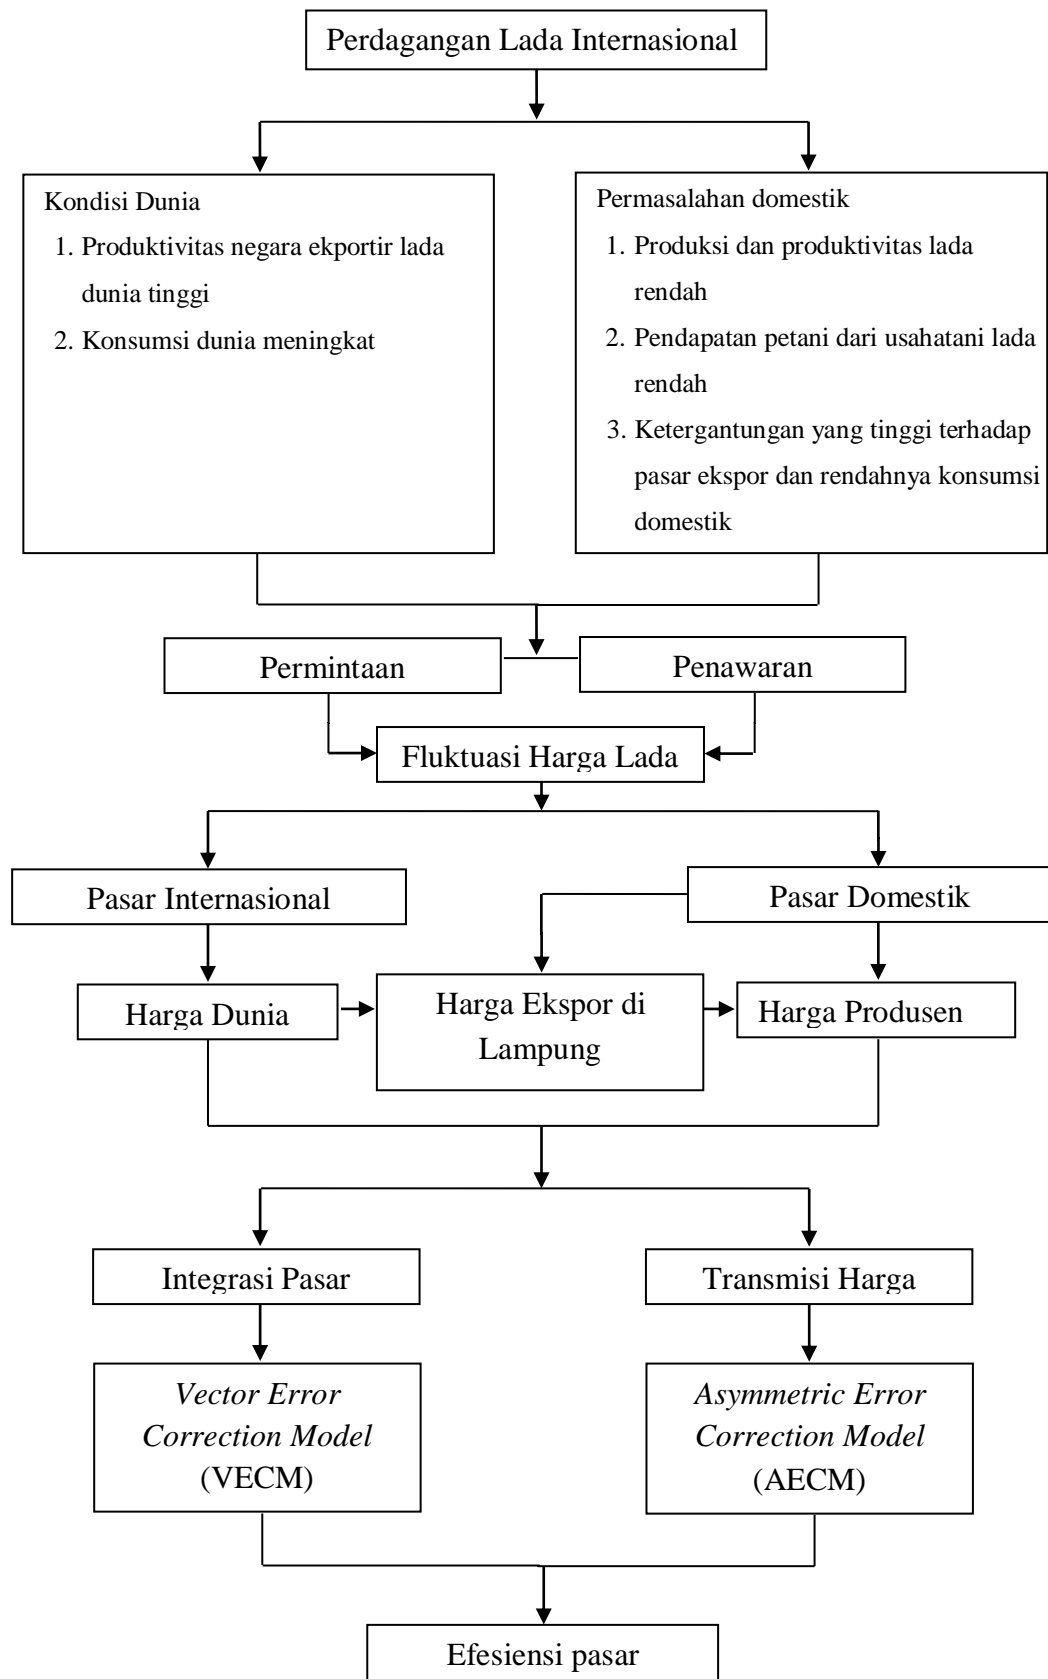 Perdagangan Lada Internasional
Kondisi Dunia
1. Produktivitas negara ekportir lada
dunia tinggi
2. Konsumsi dunia meningkat
Permasalahan domestik
1. Produksi dan produktivitas lada
rendah
2. Pendapatan petani dari usahatani lada
rendah
3. Ketergantungan yang tinggi terhadap
pasar ekspor dan rendahnya konsumsi
domestik
Permintaan
Penawaran
Fluktuasi Harga Lada
Pasar Internasional
Pasar Domestik
Harga Dunia
Harga Ekspor di
Lampung
Harga Produsen
Integrasi Pasar
Transmisi Harga
Vector Error
Correction Model
(VECM)
Asymmetric Error
Correction Model
(AECM)
Efesiensi pasar